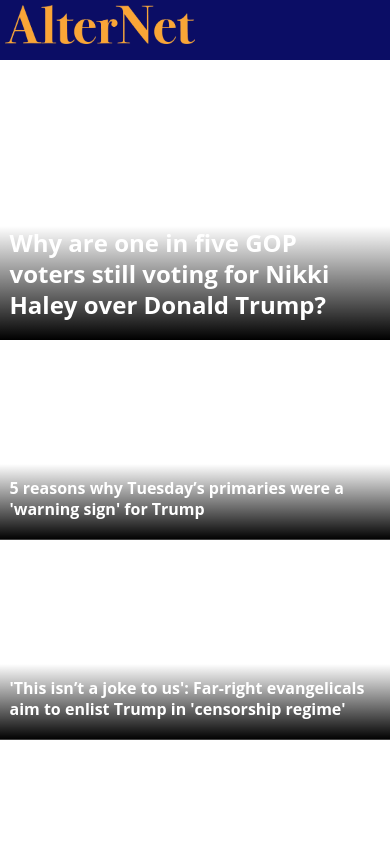 AlterNet
Why are one in five GOP
voters still voting for Nikki
Haley over Donald Trump?
5 reasons why Tuesday’s primaries were a
'warning sign' for Trump
'This isn’t a joke to us': Far-right evangelicals
aim to enlist Trump in 'censorship regime'